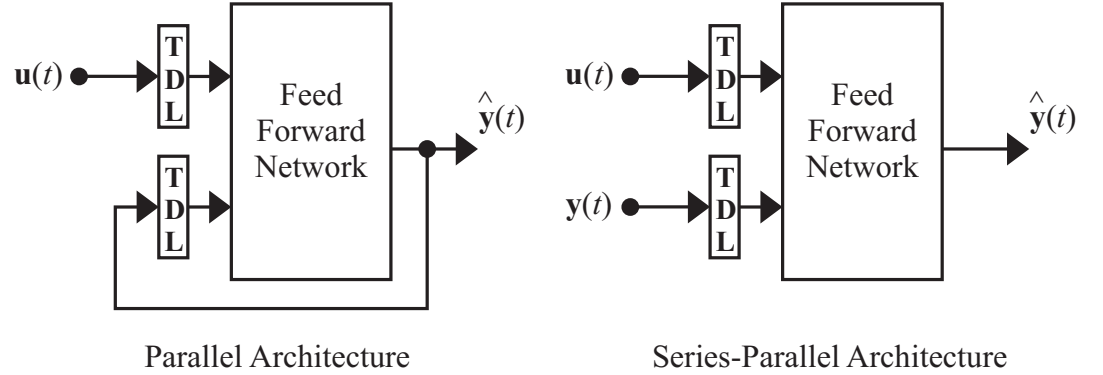 u(t)
T
D
L
Feed
Forward
Network
ŷ(t)
T
D
L
Parallel Architecture
u(t)
T
D
L
Feed
Forward
Network
ŷ(t)
y(t)
T
D
L
Series-Parallel Architecture